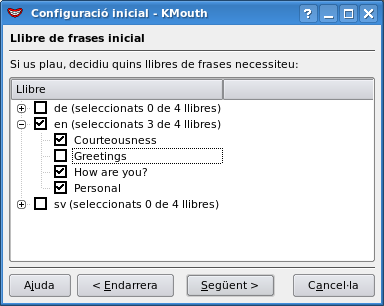 Configuració inicial - KMouth
Llibre de frases inicial
Si us plau, decidiu quins llibres de frases necessiteu:
Llibre
de (seleccionats 0 de 4 llibres)
en (seleccionats 3 de 4 llibres)
Courteousness
Greetings
How are you?
Personal
sv (seleccionats 0 de 4 llibres)
Ajuda < Endarrera Següent > Cancel·la